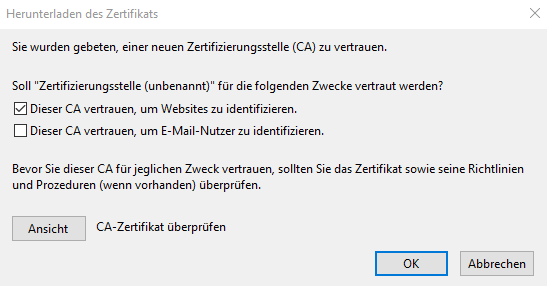 Herunterladen des Zertifikats
Sie wurden gebeten, einer neuen Zertifizierungsstelle (CA) zu vertrauen.
Soll "Zertifizierungsstelle (unbenannt)" für die folgenden Zwecke vertraut werden?
Dieser CA vertrauen, um Websites zu identifizieren.
Dieser CA vertrauen, um E-Mail-Nutzer zu identifizieren.
Bevor Sie dieser CA für jeglichen Zweck vertrauen, sollten Sie das Zertifikat sowie seine Richtlinien
und Prozeduren (wenn vorhanden) überprüfen.
Ansicht CA-Zertifikat überprüfen
OK Abbrechen